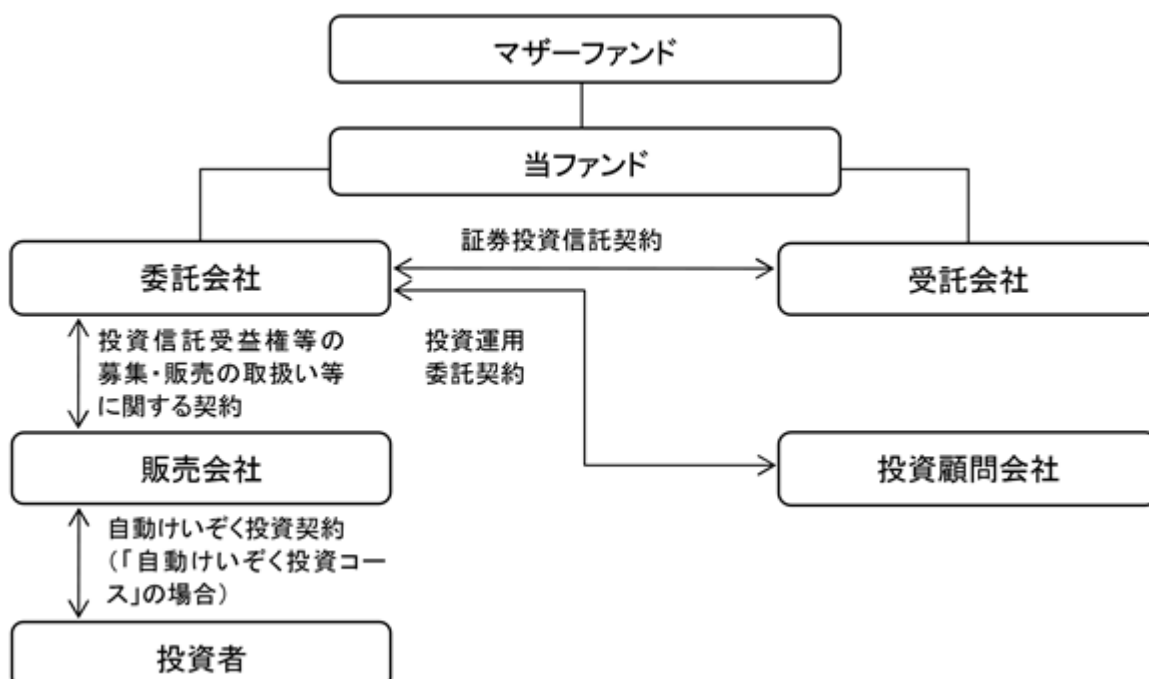 マザーファンド
当ファンド
証券投資信託契約
委託会社
受託会社
投資信託受益権等の
募集・販売の取扱い等
に関する契約
投資運用
委託契約
販売会社
投資顧問会社
自動けいぞく投資契約
(「自動けいぞく投資コー
ス」の場合)
投資者